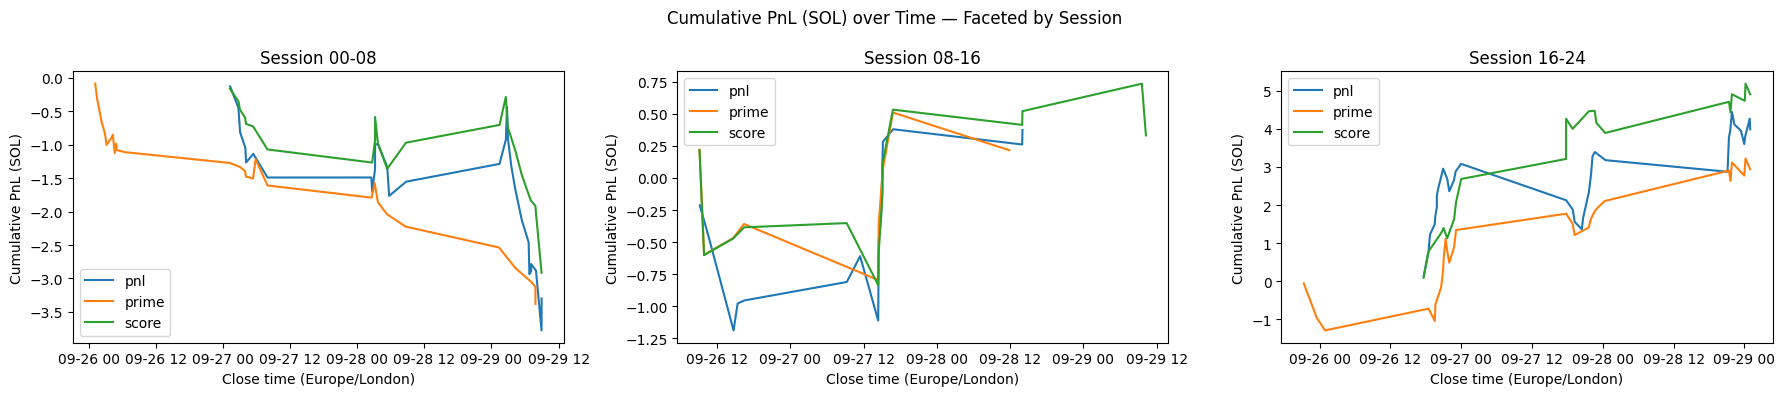 Cumulative PnL (SOL) over Time — Faceted by Session
Session 00-08
Cumulative PnL (SOL)
0.0
−0.5
−1.0
−1.5
−2.0
−2.5
−3.0
−3.5
pnl
prime
score
09-26 00 09-26 12 09-27 00 09-27 12 09-28 00 09-28 12 09-29 00 09-29 12
Close time (Europe/London)
Session 08-16
Cumulative PnL (SOL)
0.75
0.50
0.25
0.00
−0.25
−0.50
−0.75
−1.00
−1.25
pnl
prime
score
09-26 12 09-27 00 09-27 12 09-28 00 09-28 12 09-29 00 09-29 12
Close time (Europe/London)
Session 16-24
Cumulative PnL (SOL)
5
4
3
2
1
0
−1
pnl
prime
score
09-26 00 09-26 12 09-27 00 09-27 12 09-28 00 09-28 12 09-29 00
Close time (Europe/London)